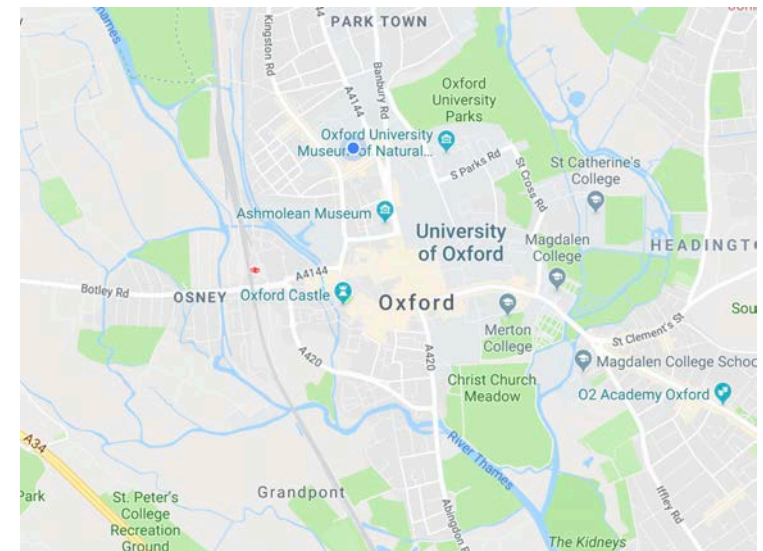 PARK TOWN
Kingston Rd
A4144
Banbury Rd
Thames
Oxford
University
Parks
Oxford University
Museum of Natural...
S Parks Rd
St Cross Rd
St Catherine's
College
Ashmolean Museum
University
of Oxford
Magdalen
College
HEADINGT
A4144
Botley Rd
OSNEY
Oxford Castle
Oxford
Merton
College
Sou
St Clement's St
A420
A420
Magdalen College Schoo
Christ Church
Meadow
O2 Academy Oxford
A34
River Thames
Park
St. Peter's
College
Recreation
Ground
Grandpont
Abingdon R
Iffley Rd
The Kidneys